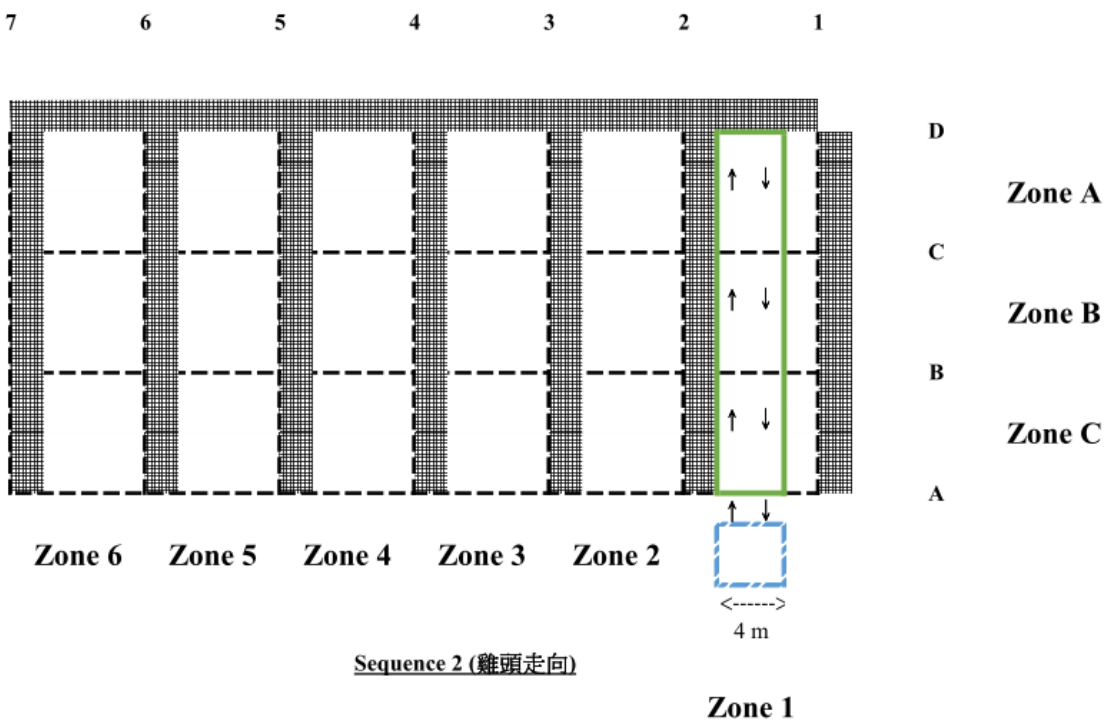 7 6 5 4 3 2 1
D
Zone A
C
Zone B
B
Zone C
A
Zone 6 Zone 5 Zone 4 Zone 3 Zone 2
<------>
4 m
Sequence 2 (雞頭走向)
Zone 1